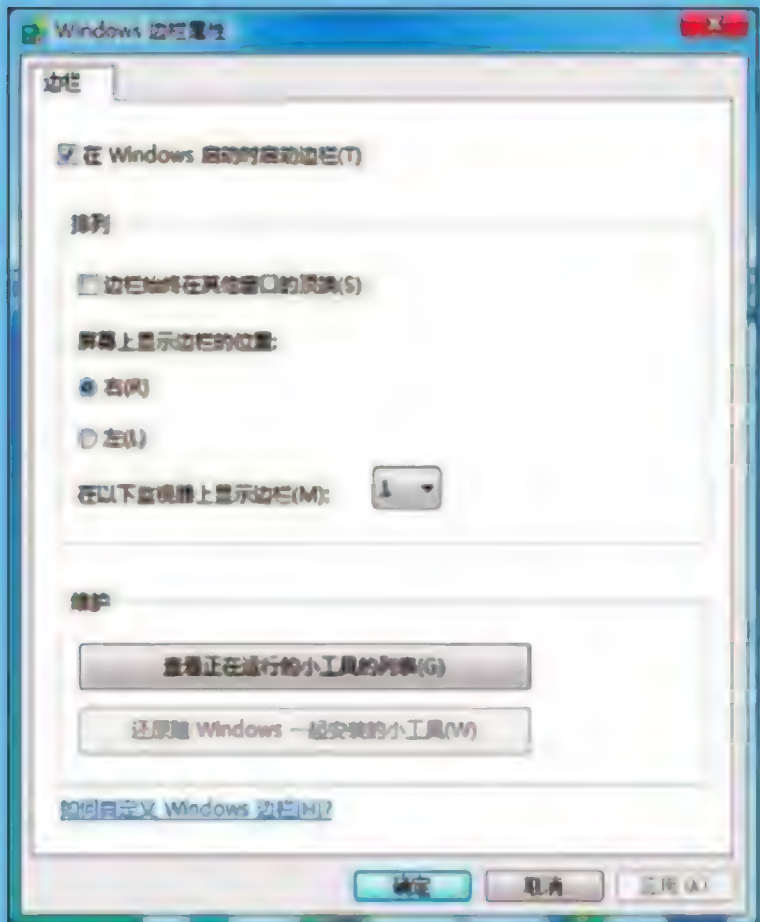 Windows 边栏属性
边栏
在 Windows 启动时启动边栏(T)
排列
边栏始终在其他窗口的顶端(S)
屏幕上显示边栏的位置:
右(R)
左(L)
在以下监视器上显示边栏(M):
1
维护
查看正在运行的小工具的列表(G)
还原随 Windows 一起安装的小工具(W)
如何自定义 Windows 边栏(H)?
确定
取消
应用(A)